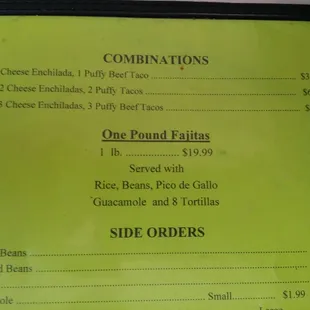 COMBINATIONS
Cheese Enchilada, 1 Puffy Beef Taco ........ $3
2 Cheese Enchiladas, 2 Puffy Tacos ........
3 Cheese Enchiladas, 3 Puffy Beef Tacos ........ $
One Pound Fajitas
1 lb. .................... $19.99
Served with
Rice, Beans, Pico de Gallo
Guacamole and 8 Tortillas
SIDE ORDERS
Beans ........
Beans ........
Small................ $1.99